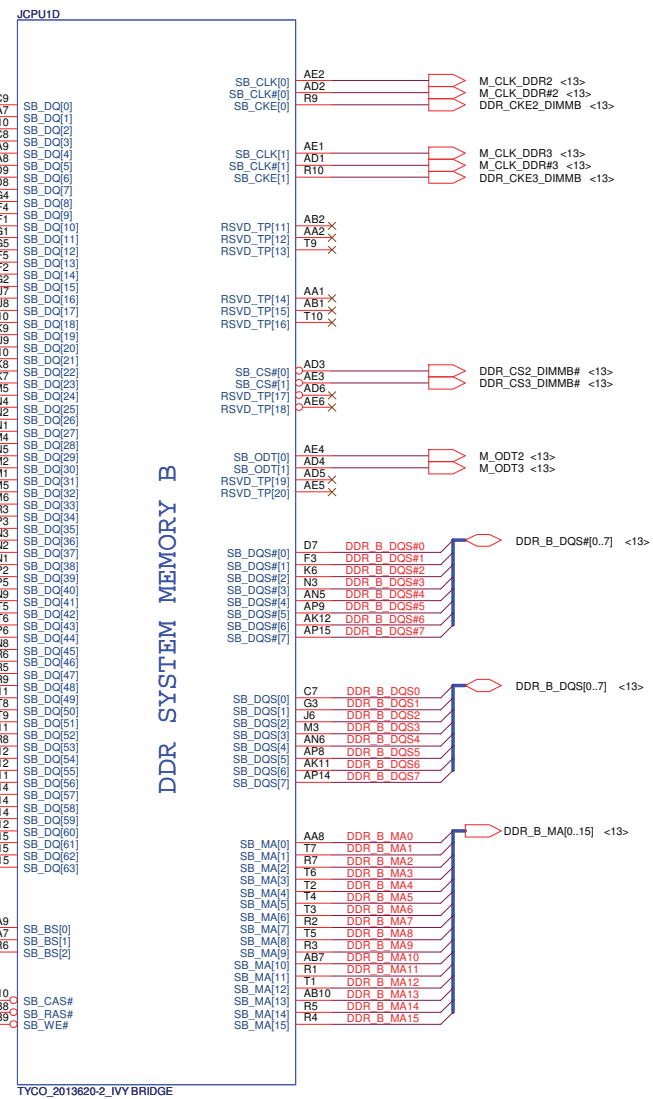 JCPU1D
SB_DQ[0]
SB_DQ[1]
SB_DQ[2]
SB_DQ[3]
SB_DQ[4]
SB_DQ[5]
SB_DQ[6]
SB_DQ[7]
SB_DQ[8]
SB_DQ[9]
SB_DQ[10]
SB_DQ[11]
SB_DQ[12]
SB_DQ[13]
SB_DQ[14]
SB_DQ[15]
SB_DQ[16]
SB_DQ[17]
SB_DQ[18]
SB_DQ[19]
SB_DQ[20]
SB_DQ[21]
SB_DQ[22]
SB_DQ[23]
SB_DQ[24]
SB_DQ[25]
SB_DQ[26]
SB_DQ[27]
SB_DQ[28]
SB_DQ[29]
SB_DQ[30]
SB_DQ[31]
SB_DQ[32]
SB_DQ[33]
SB_DQ[34]
SB_DQ[35]
SB_DQ[36]
SB_DQ[37]
SB_DQ[38]
SB_DQ[39]
SB_DQ[40]
SB_DQ[41]
SB_DQ[42]
SB_DQ[43]
SB_DQ[44]
SB_DQ[45]
SB_DQ[46]
SB_DQ[47]
SB_DQ[48]
SB_DQ[49]
SB_DQ[50]
SB_DQ[51]
SB_DQ[52]
SB_DQ[53]
SB_DQ[54]
SB_DQ[55]
SB_DQ[56]
SB_DQ[57]
SB_DQ[58]
SB_DQ[59]
SB_DQ[60]
SB_DQ[61]
SB_DQ[62]
SB_DQ[63]
SB_BS[0]
SB_BS[1]
SB_BS[2]
SB_CAS#
SB_RAS#
SB_WE#
DDR SYSTEM MEMORY B
SB_CLK[0] AE2 M_CLK_DDR2 <13>
SB_CLK#[0] AD2 M_CLK_DDR#2 <13>
SB_CKE[0] R9 DDR_CKE2_DIMMB <13>
SB_CLK[1] AE1 M_CLK_DDR3 <13>
SB_CLK#[1] AD1 M_CLK_DDR#3 <13>
SB_CKE[1] R10 DDR_CKE3_DIMMB <13>
RSVD_TP[11] AB2
RSVD_TP[12] AA2
RSVD_TP[13] T9
RSVD_TP[14] AA1
RSVD_TP[15] AB1
RSVD_TP[16] T10
SB_CS#[0] AD3 DDR_CS2_DIMMB# <13>
SB_CS#[1] AE3 DDR_CS3_DIMMB# <13>
RSVD_TP[17] AD6
RSVD_TP[18] AE6
SB_ODT[0] AE4 M_ODT2 <13>
SB_ODT[1] AD4 M_ODT3 <13>
RSVD_TP[19] AD5
RSVD_TP[20] AE5
DDR_B_DQS#[0..7] <13>
SB_DQS#[0] D7 DDR_B_DQS#0
SB_DQS#[1] F3 DDR_B_DQS#1
SB_DQS#[2] K6 DDR_B_DQS#2
SB_DQS#[3] N3 DDR_B_DQS#3
SB_DQS#[4] AN5 DDR_B_DQS#4
SB_DQS#[5] AP9 DDR_B_DQS#5
SB_DQS#[6] AK12 DDR_B_DQS#6
SB_DQS#[7] AP15 DDR_B_DQS#7
DDR_B_DQS[0..7] <13>
SB_DQS[0] C7 DDR_B_DQS0
SB_DQS[1] G3 DDR_B_DQS1
SB_DQS[2] J6 DDR_B_DQS2
SB_DQS[3] M3 DDR_B_DQS3
SB_DQS[4] AN6 DDR_B_DQS4
SB_DQS[5] AP8 DDR_B_DQS5
SB_DQS[6] AK11 DDR_B_DQS6
SB_DQS[7] AP14 DDR_B_DQS7
DDR_B_MA[0..15] <13>
SB_MA[0] AA8 DDR_B_MA0
SB_MA[1] T7 DDR_B_MA1
SB_MA[2] R7 DDR_B_MA2
SB_MA[3] T6 DDR_B_MA3
SB_MA[4] T2 DDR_B_MA4
SB_MA[5] T4 DDR_B_MA5
SB_MA[6] T3 DDR_B_MA6
SB_MA[7] R2 DDR_B_MA7
SB_MA[8] T5 DDR_B_MA8
SB_MA[9] R3 DDR_B_MA9
SB_MA[10] AB7 DDR_B_MA10
SB_MA[11] R1 DDR_B_MA11
SB_MA[12] T1 DDR_B_MA12
SB_MA[13] AB10 DDR_B_MA13
SB_MA[14] R5 DDR_B_MA14
SB_MA[15] R4 DDR_B_MA15
TYCO_2013620-2_IVY BRIDGE